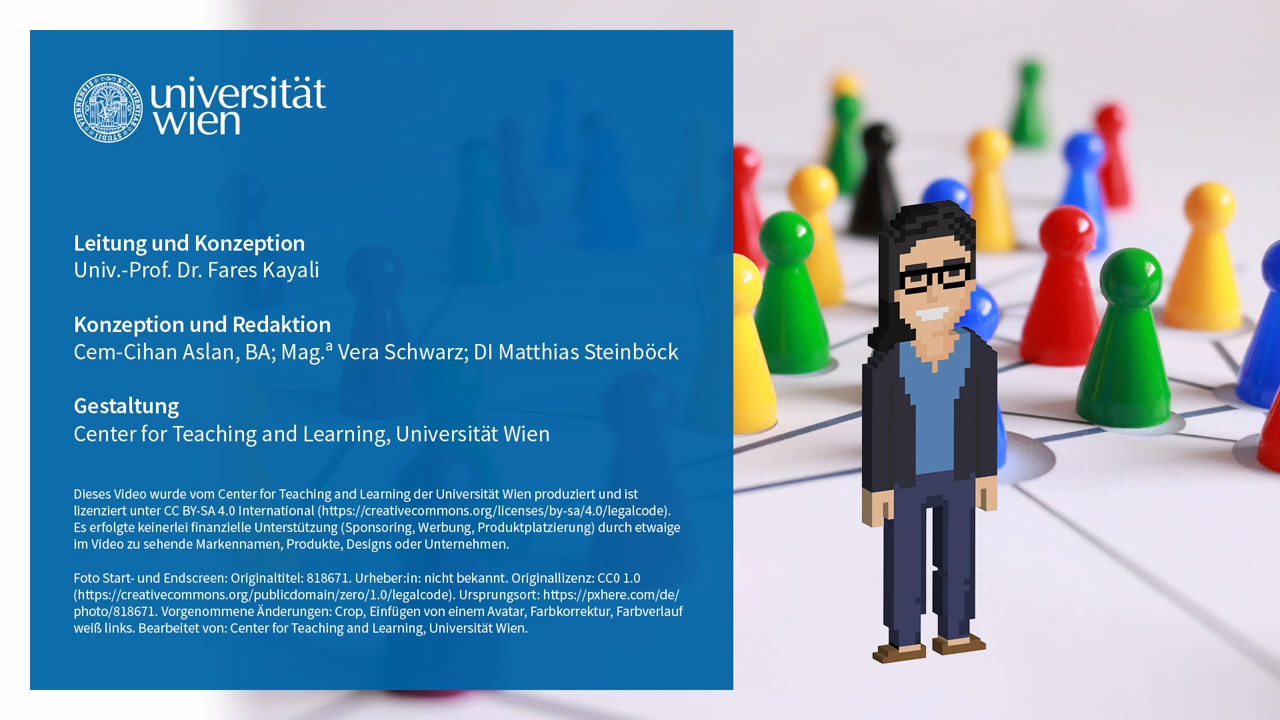 universität
wien
Leitung und Konzeption
Univ.-Prof. Dr. Fares Kayali
Konzeption und Redaktion
Cem-Cihan Aslan, BA; Mag.ª Vera Schwarz; DI Matthias Steinböck
Gestaltung
Center for Teaching and Learning, Universität Wien
Dieses Video wurde vom Center for Teaching and Learning der Universität Wien produziert und ist
lizenziert unter CC BY-SA 4.0 International (https://creativecommons.org/licenses/by-sa/4.0/legalcode).
Es erfolgte keinerlei finanzielle Unterstützung (Sponsoring, Werbung, Produktplatzierung) durch etwaige
im Video zu sehende Markennamen, Produkte, Designs oder Unternehmen.
Foto Start- und Endscreen: Originaltitel: 818671. Urheber:in: nicht bekannt. Originallizenz: CC0 1.0
(https://creativecommons.org/publicdomain/zero/1.0/legalcode). Ursprungsort: https://pxhere.com/de/
photo/818671. Vorgenommene Änderungen: Crop, Einfügen von einem Avatar, Farbkorrektur, Farbverlauf
weiß links. Bearbeitet von: Center for Teaching and Learning, Universität Wien.